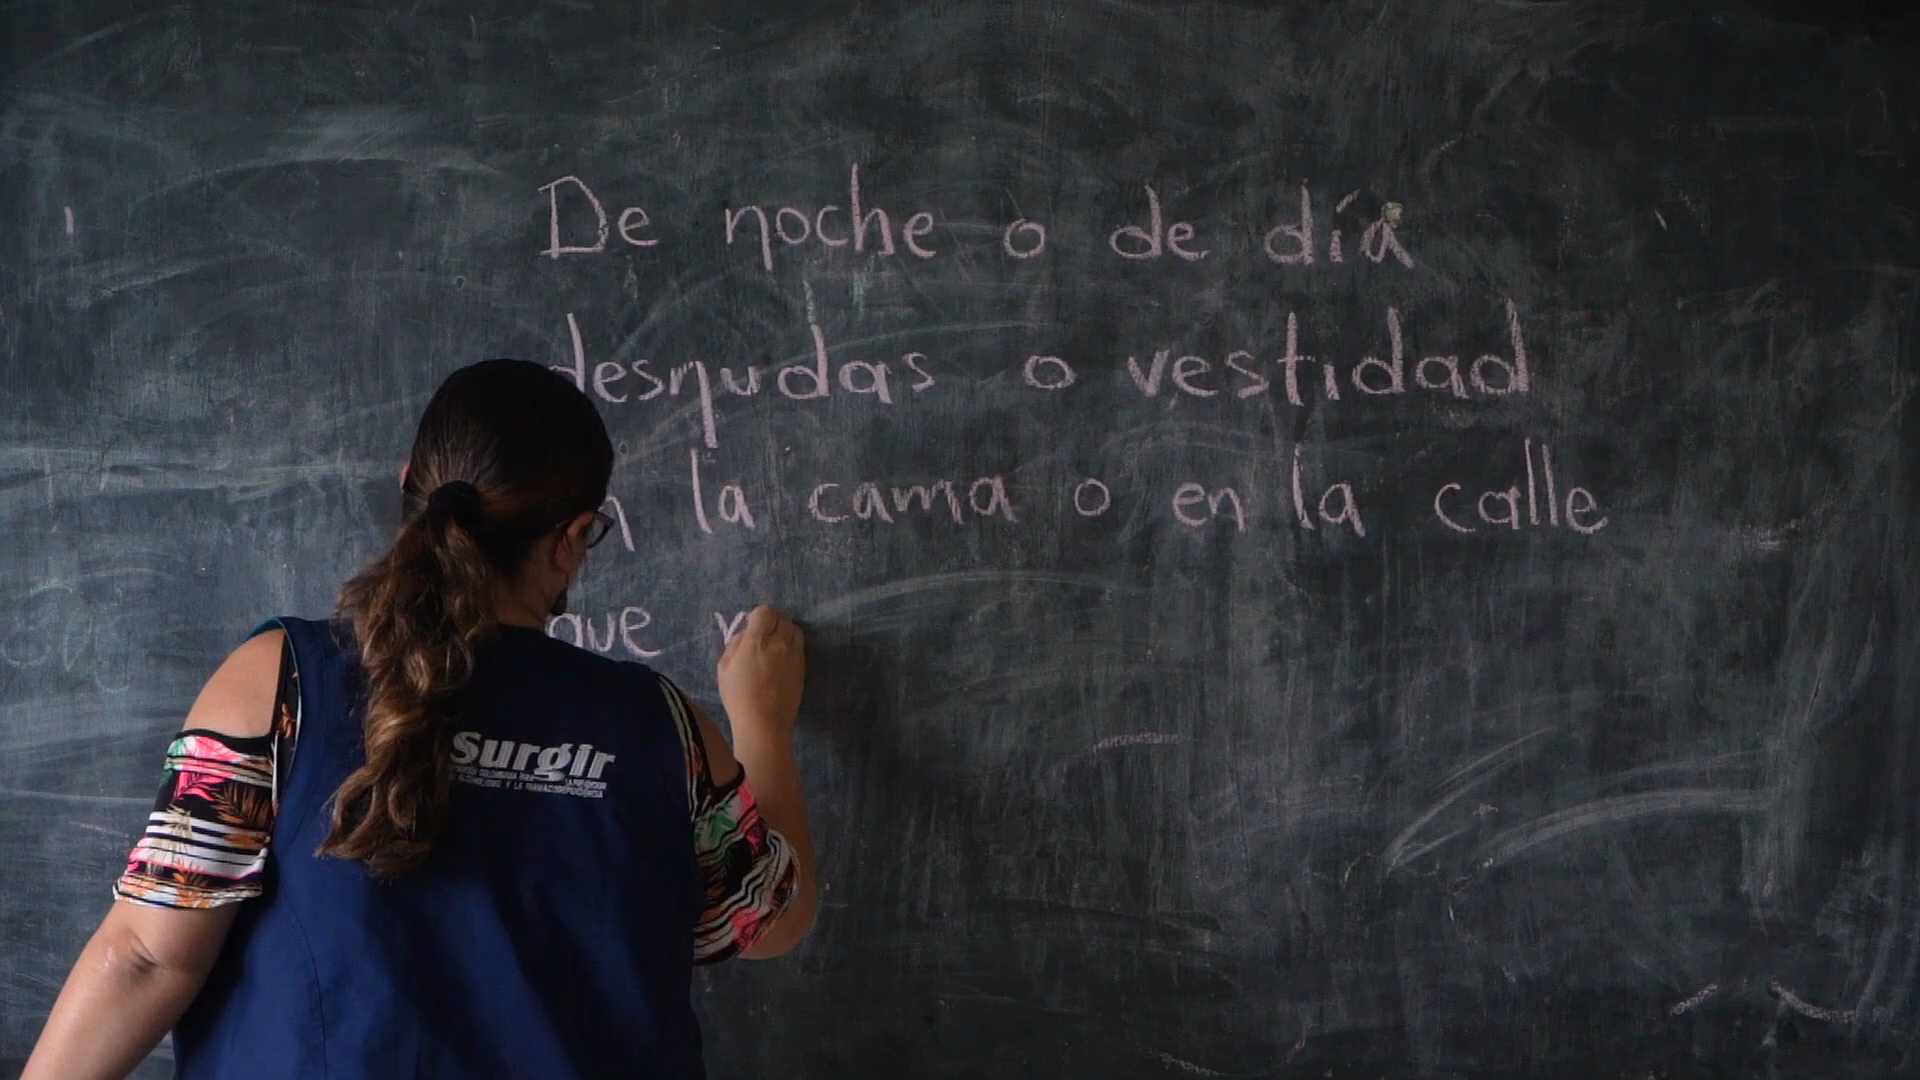 De noche o de día
desnudas o vestidad
la cama o en la calle
que
Surgir